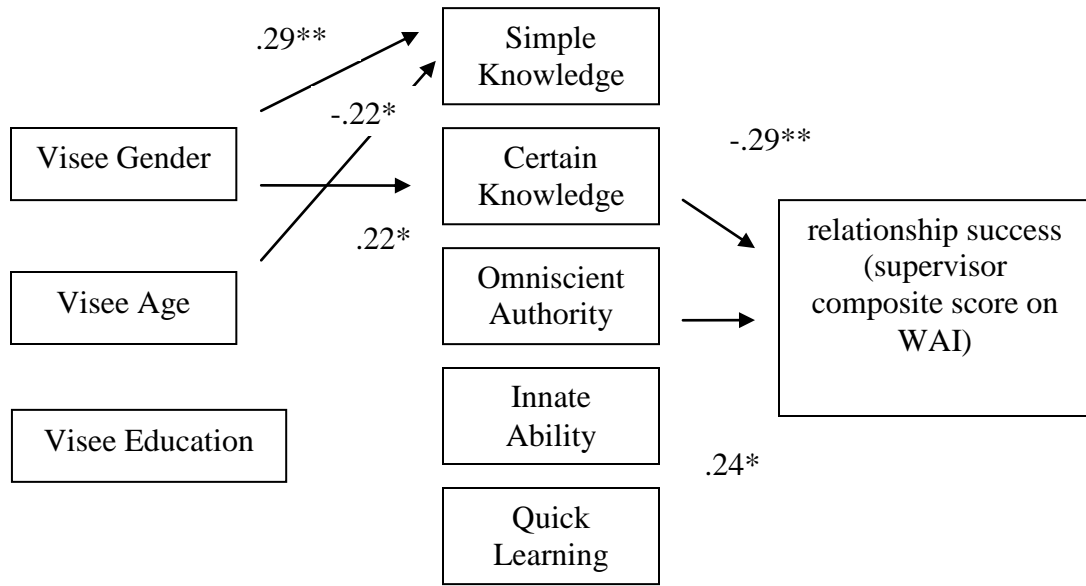 .29**
Simple
Knowledge
-.22*
Visee Gender
Certain
Knowledge
-.29**
.22*
Visee Age
Omniscient
Authority
relationship success
(supervisor
composite score on
WAI)
Visee Education
Innate
Ability
.24*
Quick
Learning